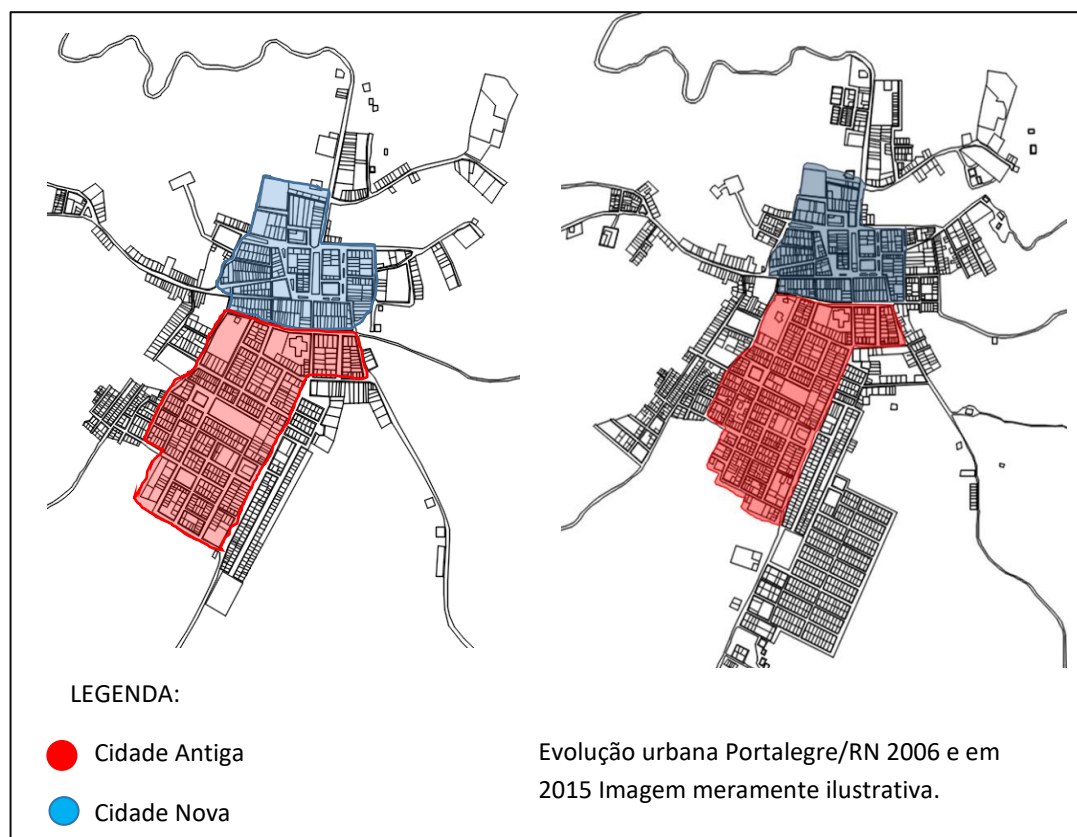 LEGENDA:
Cidade Antiga
Cidade Nova
Evolução urbana Portalegre/RN 2006 e em
2015 Imagem meramente ilustrativa.